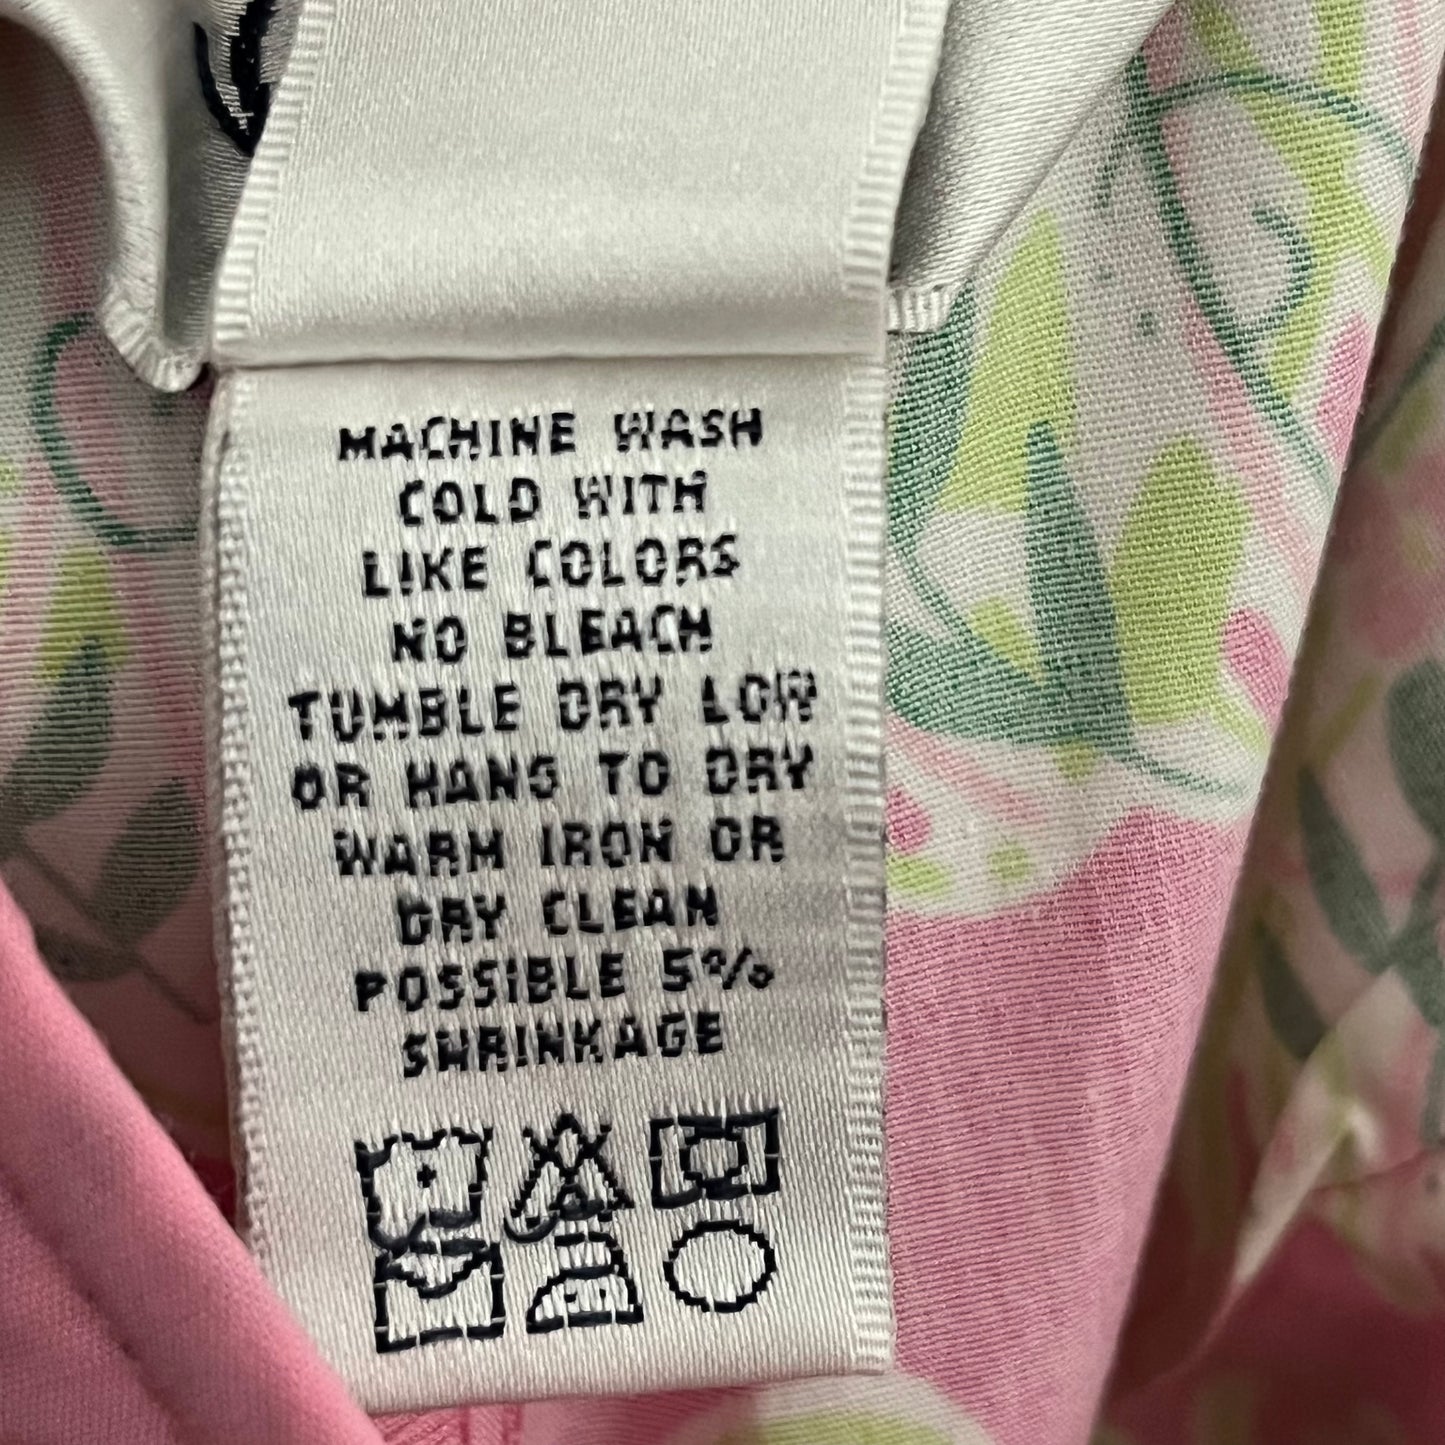 MACHINE WASH
COLD WITH
LIKE COLORS
NO BLEACH
TUMBLE DRY LOW
OR HANG TO DRY
WARM IRON OR
DRY CLEAN
POSSIBLE 5%
SHRINKAGE